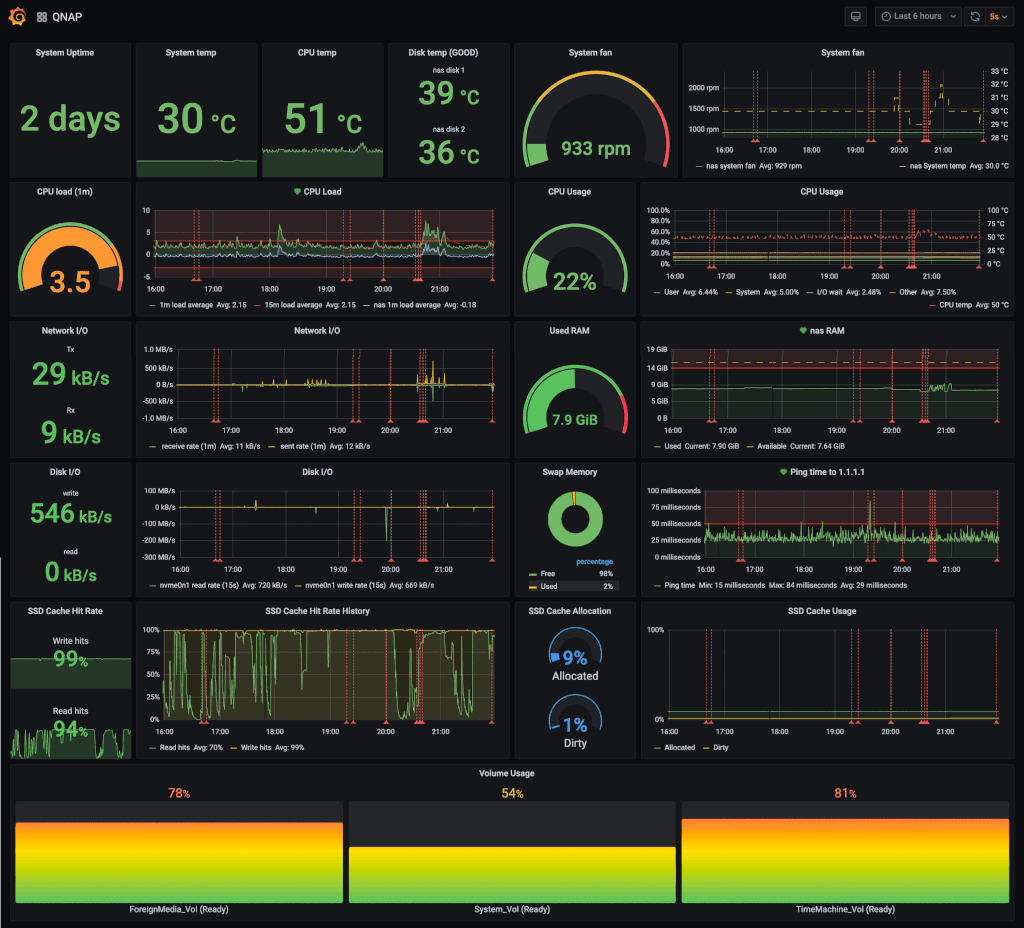 QNAP
Last 6 hours
5s
System Uptime
2 days
System temp
30 °C
CPU temp
51 °C
Disk temp (GOOD)
nas disk 1
39 °C
nas disk 2
36 °C
System fan
933 rpm
System fan
2000 rpm
1500 rpm
1000 rpm
33 °C
32 °C
31 °C
30 °C
29 °C
28 °C
16:00 17:00 18:00 19:00 20:00 21:00
nas system fan Avg: 929 rpm
nas System temp Avg: 30.0 °C
CPU load (1m)
3.5
CPU Load
10
5
0
-5
16:00 17:00 18:00 19:00 20:00 21:00
1m load average Avg: 2.15 15m load average Avg: 2.15 nas 1m load average Avg: -0.18
CPU Usage
22%
CPU Usage
100.0%
80.0%
60.0%
40.0%
20.0%
0%
100 °C
75 °C
50 °C
25 °C
0 °C
16:00 17:00 18:00 19:00 20:00 21:00
User Avg: 6.44% System Avg: 5.00% I/O wait Avg: 2.48% Other Avg: 7.50%
CPU temp Avg: 50 °C
Network I/O
Tx
29 kB/s
Rx
9 kB/s
Network I/O
1.0 MB/s
500 kB/s
0 B/s
-500 kB/s
-1.0 MB/s
16:00 17:00 18:00 19:00 20:00 21:00
receive rate (1m) Avg: 11 kB/s sent rate (1m) Avg: 12 kB/s
Used RAM
7.9 GiB
nas RAM
19 GiB
14 GiB
9 GiB
5 GiB
0 B
16:00 17:00 18:00 19:00 20:00 21:00
Used Current: 7.90 GiB Available Current: 7.64 GiB
Disk I/O
write
546 kB/s
read
0 kB/s
Disk I/O
100 MB/s
0 kB/s
-100 MB/s
-200 MB/s
-300 MB/s
16:00 17:00 18:00 19:00 20:00 21:00
nvme0n1 read rate (15s) Avg: 720 kB/s nvme0n1 write rate (15s) Avg: 669 kB/s
Swap Memory
percentage
Free 98%
Used 2%
Ping time to 1.1.1.1
100 milliseconds
75 milliseconds
50 milliseconds
25 milliseconds
0 milliseconds
16:00 17:00 18:00 19:00 20:00 21:00
Ping time Min: 15 milliseconds Max: 84 milliseconds Avg: 29 milliseconds
SSD Cache Hit Rate
Write hits
99%
Read hits
94%
SSD Cache Hit Rate History
100%
75%
50%
25%
0%
16:00 17:00 18:00 19:00 20:00 21:00
Read hits Avg: 70% Write hits Avg: 99%
SSD Cache Allocation
9%
Allocated
1%
Dirty
SSD Cache Usage
100%
0%
16:00 17:00 18:00 19:00 20:00 21:00
Allocated Dirty
Volume Usage
78%
54%
81%
ForeignMedia_Vol (Ready)
System_Vol (Ready)
TimeMachine_Vol (Ready)